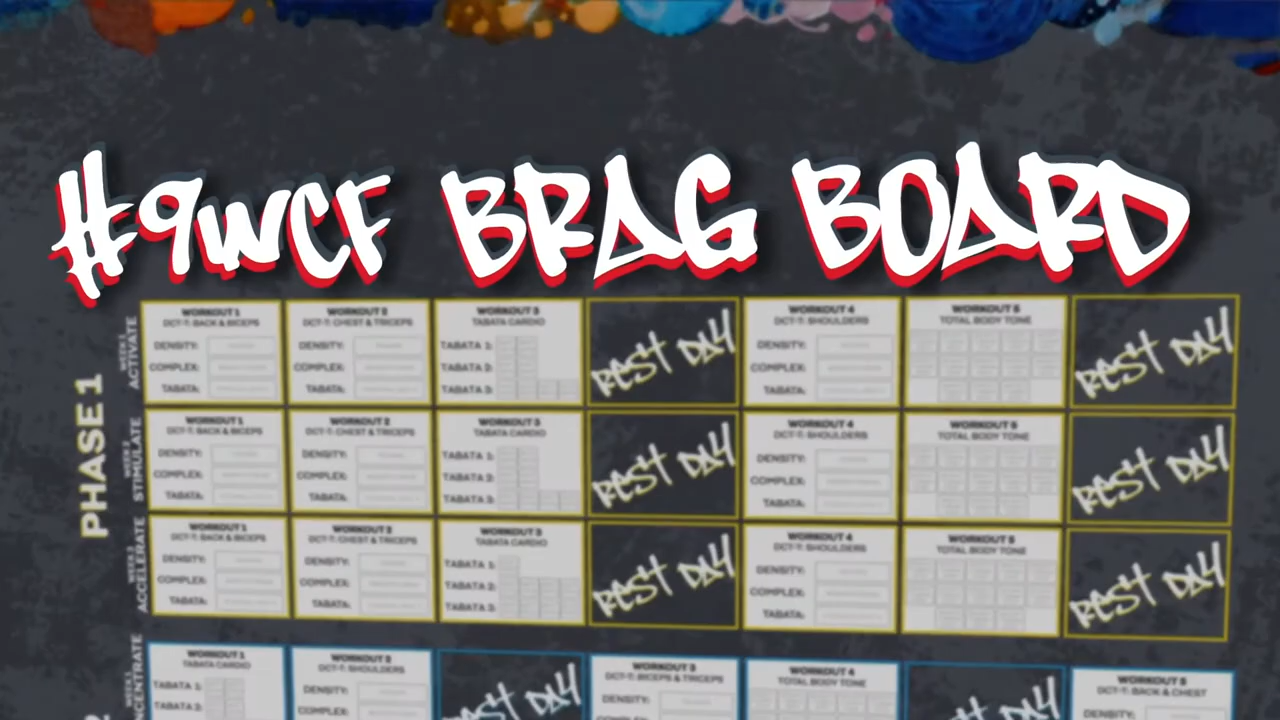 #9WCF BRAG BOARD
PHASE 1
WEEK 1
ACTIVATE
WORKOUT 1
DCT-T: BACK & BICEPS
DENSITY:
COMPLEX:
TABATA:
WORKOUT 2
DCT-T: CHEST & TRICEPS
DENSITY:
COMPLEX:
TABATA:
WORKOUT 3
TABATA CARDIO
TABATA 1:
TABATA 2:
TABATA 3:
REST DAY
WORKOUT 4
DCT-T: SHOULDERS
DENSITY:
COMPLEX:
TABATA:
WORKOUT 5
TOTAL BODY TONE
REST DAY
WEEK 2
STIMULATE
WORKOUT 1
DCT-T: BACK & BICEPS
DENSITY:
COMPLEX:
TABATA:
WORKOUT 2
DCT-T: CHEST & TRICEPS
DENSITY:
COMPLEX:
TABATA:
WORKOUT 3
TABATA CARDIO
TABATA 1:
TABATA 2:
TABATA 3:
REST DAY
WORKOUT 4
DCT-T: SHOULDERS
DENSITY:
COMPLEX:
TABATA:
WORKOUT 5
TOTAL BODY TONE
REST DAY
WEEK 3
ACCELERATE
WORKOUT 1
DCT-T: BACK & BICEPS
DENSITY:
COMPLEX:
TABATA:
WORKOUT 2
DCT-T: CHEST & TRICEPS
DENSITY:
COMPLEX:
TABATA:
WORKOUT 3
TABATA CARDIO
TABATA 1:
TABATA 2:
TABATA 3:
REST DAY
WORKOUT 4
DCT-T: SHOULDERS
DENSITY:
COMPLEX:
TABATA:
WORKOUT 5
TOTAL BODY TONE
REST DAY
WEEK 1
NCENTRATE
WORKOUT 1
TABATA CARDIO
TABATA 1:
TABATA 2:
WORKOUT 2
DCT-T: SHOULDERS
DENSITY:
COMPLEX:
REST DAY
WORKOUT 3
DCT-T: BICEPS & TRICEPS
DENSITY:
WORKOUT 4
TOTAL BODY TONE
REST DAY
WORKOUT 5
DCT-T: BACK & CHEST
DENSITY: